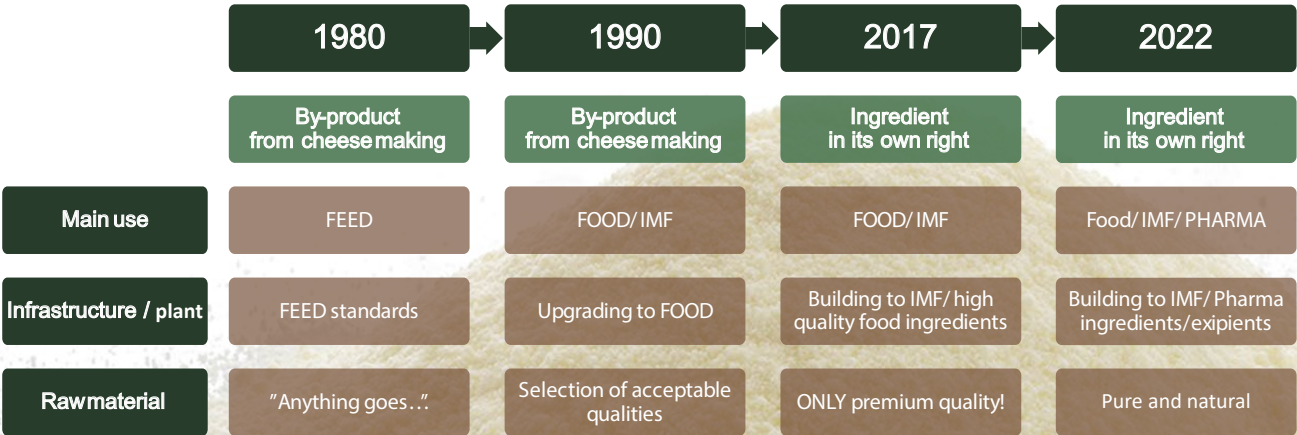 1980
1990
2017
2022
By-product
from cheese making
By-product
from cheese making
Ingredient
in its own right
Ingredient
in its own right
Main use
FEED
FOOD/ IMF
FOOD/ IMF
Food/ IMF/ PHARMA
Infrastructure / plant
FEED standards
Upgrading to FOOD
Building to IMF/ high
quality food ingredients
Building to IMF/ Pharma
ingredients/exipients
Raw material
"Anything goes…".
Selection of acceptable
qualities
ONLY premium quality!
Pure and natural